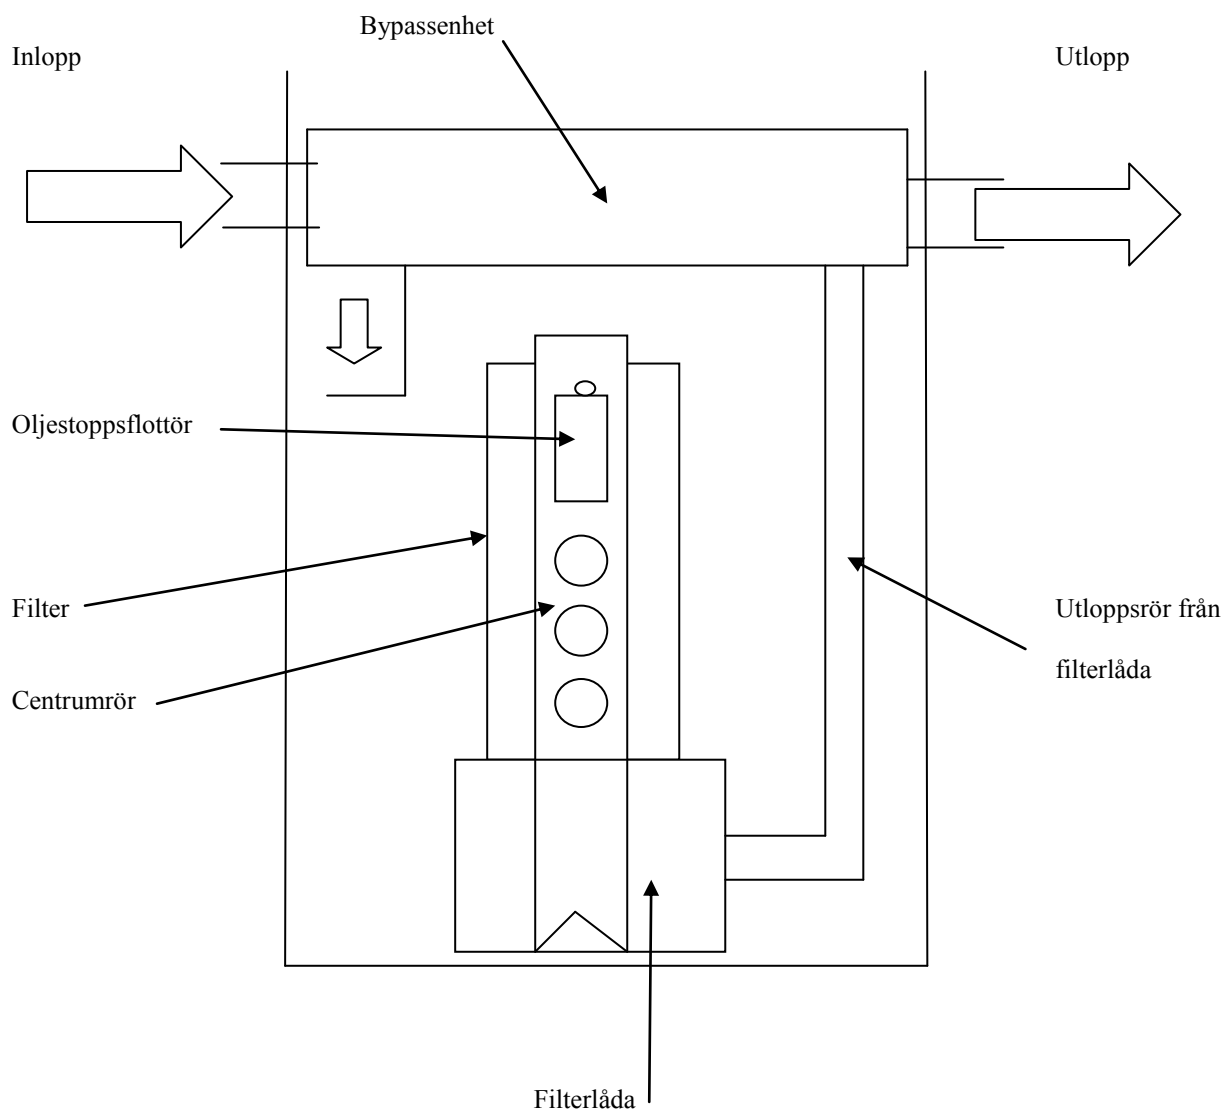 Bypassenhet
Inlopp
Utlopp
Oljestoppsflottör
Filter
Utloppsrör från
filterlåda
Centrumrör
Filterlåda